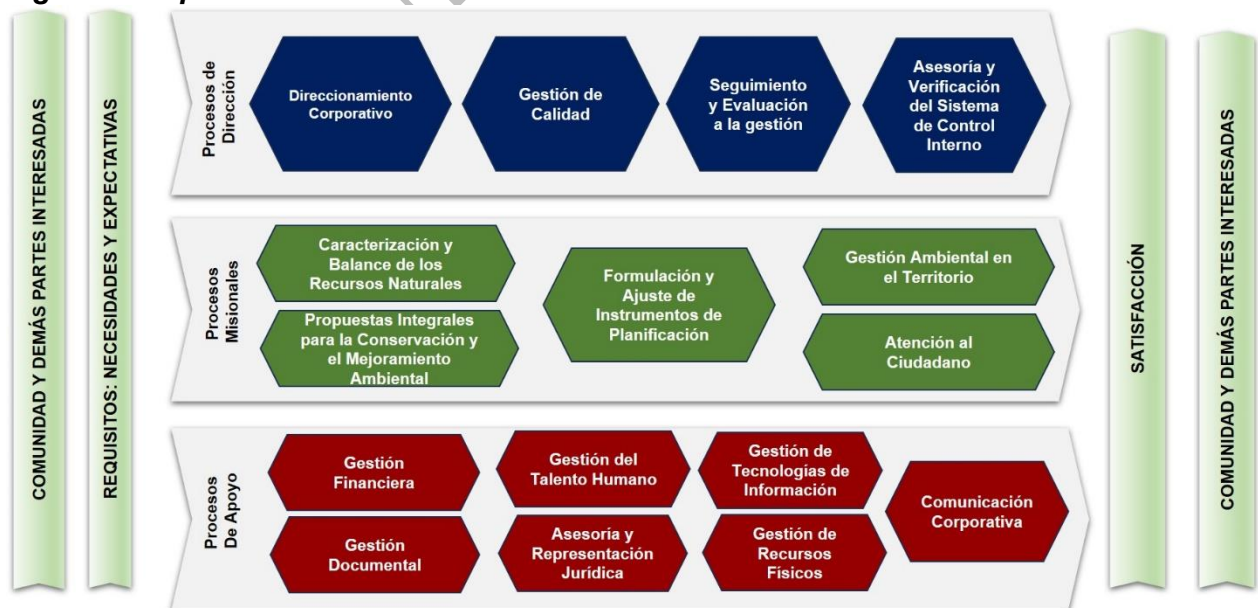 COMUNIDAD Y DEMÁS PARTES INTERESADAS
REQUISITOS: NECESIDADES Y EXPECTATIVAS
Procesos de
Dirección
Direccionamiento
Corporativo
Gestión de
Calidad
Seguimiento
y Evaluación
a la gestión
Asesoría y
Verificación
del Sistema
de Control
Interno
Procesos
Misionales
Caracterización y
Balance de los
Recursos Naturales
Propuestas Integrales
para la Conservación y
el Mejoramiento
Ambiental
Formulación y
Ajuste de
Instrumentos de
Planificación
Gestión Ambiental en
el Territorio
Atención al
Ciudadano
Procesos
De Apoyo
Gestión
Financiera
Gestión
Documental
Gestión del
Talento Humano
Asesoría y
Representación
Jurídica
Gestión de
Tecnologías de
Información
Gestión de
Recursos
Físicos
Comunicación
Corporativa
SATISFACCIÓN
COMUNIDAD Y DEMÁS PARTES INTERESADAS